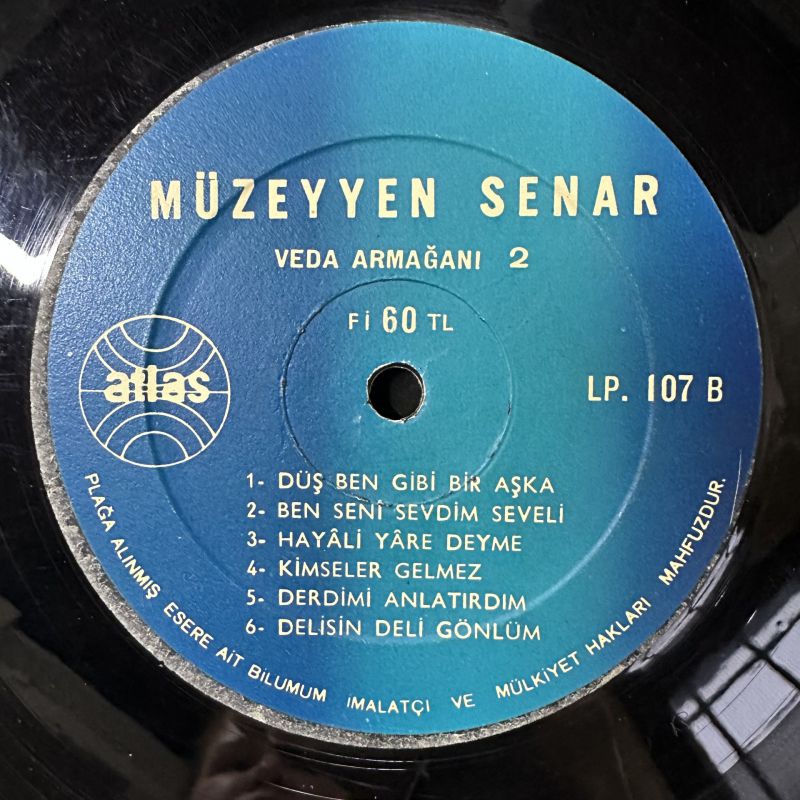 MÜZEYYEN SENAR
VEDA ARMAĞANI 2
Fİ 60 TL
atlas
LP. 107 B
1- DÜŞ BEN GİBİ BİR AŞKA
2- BEN SENİ SEVDİM SEVELİ
3- HAYÂLİ YÂRE DEYME
4- KİMSELER GELMEZ
5- DERDİMİ ANLATIRDIM
6- DELİSİN DELİ GÖNLÜM
PLAĞA ALINMIŞ ESERE AİT BİLUMUM İMALATÇI VE MÜLKİYET HAKLARI MAHFUZDUR.